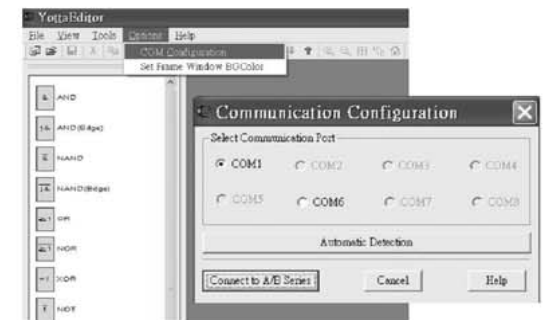 YottaEditor
File View Tools Options Help
COM Configuration
Set Frame Window BGColor
AND
AND(Edge)
NAND
NAND(Edge)
OR
NOR
XOR
NOT
Communication Configuration
Select Communication Port
COM1 COM2 COM3 COM4
COM5 COM6 COM7 COM8
Automatic Detection
Connect to A/B Series Cancel Help